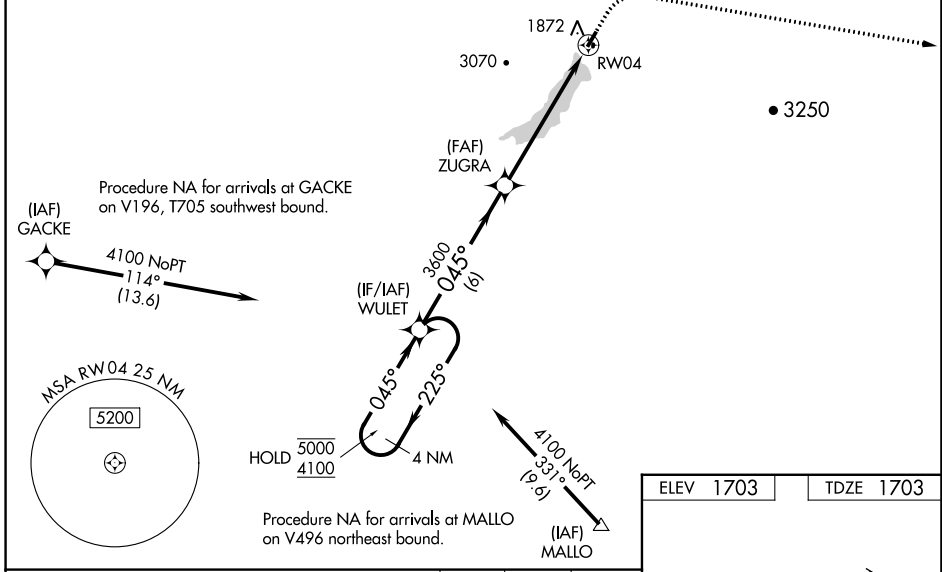 1872
RW04
3070
3250
(FAF)
ZUGRA
Procedure NA for arrivals at GACKE
on V196, T705 southwest bound.
(IAF)
GACKE
4100 NoPT
114°
(13.6)
3600
045°
(6)
(IF/IAF)
WULET
045°
225°
MSA RW04 25 NM
5200
HOLD 5000
4100
4 NM
4100 NoPT
331°
(9.6)
(IAF)
MALLO
Procedure NA for arrivals at MALLO
on V496 northeast bound.
ELEV 1703
TDZE 1703